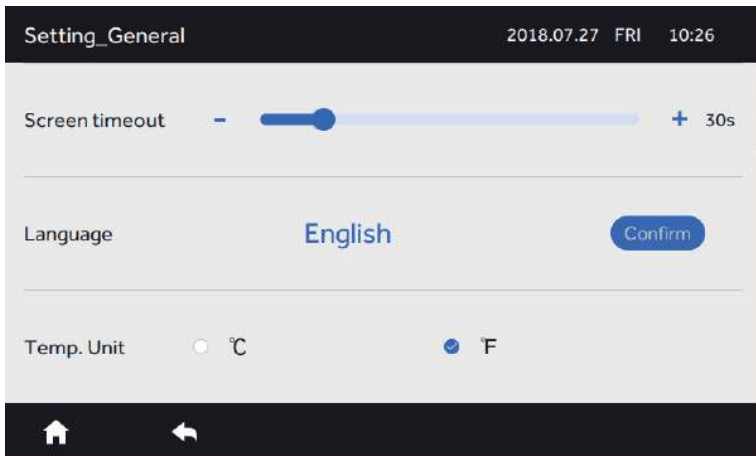 Setting_General 2018.07.27 FRI 10:26
Screen timeout - + 30s
Language English Confirm
Temp. Unit ℃ ℉